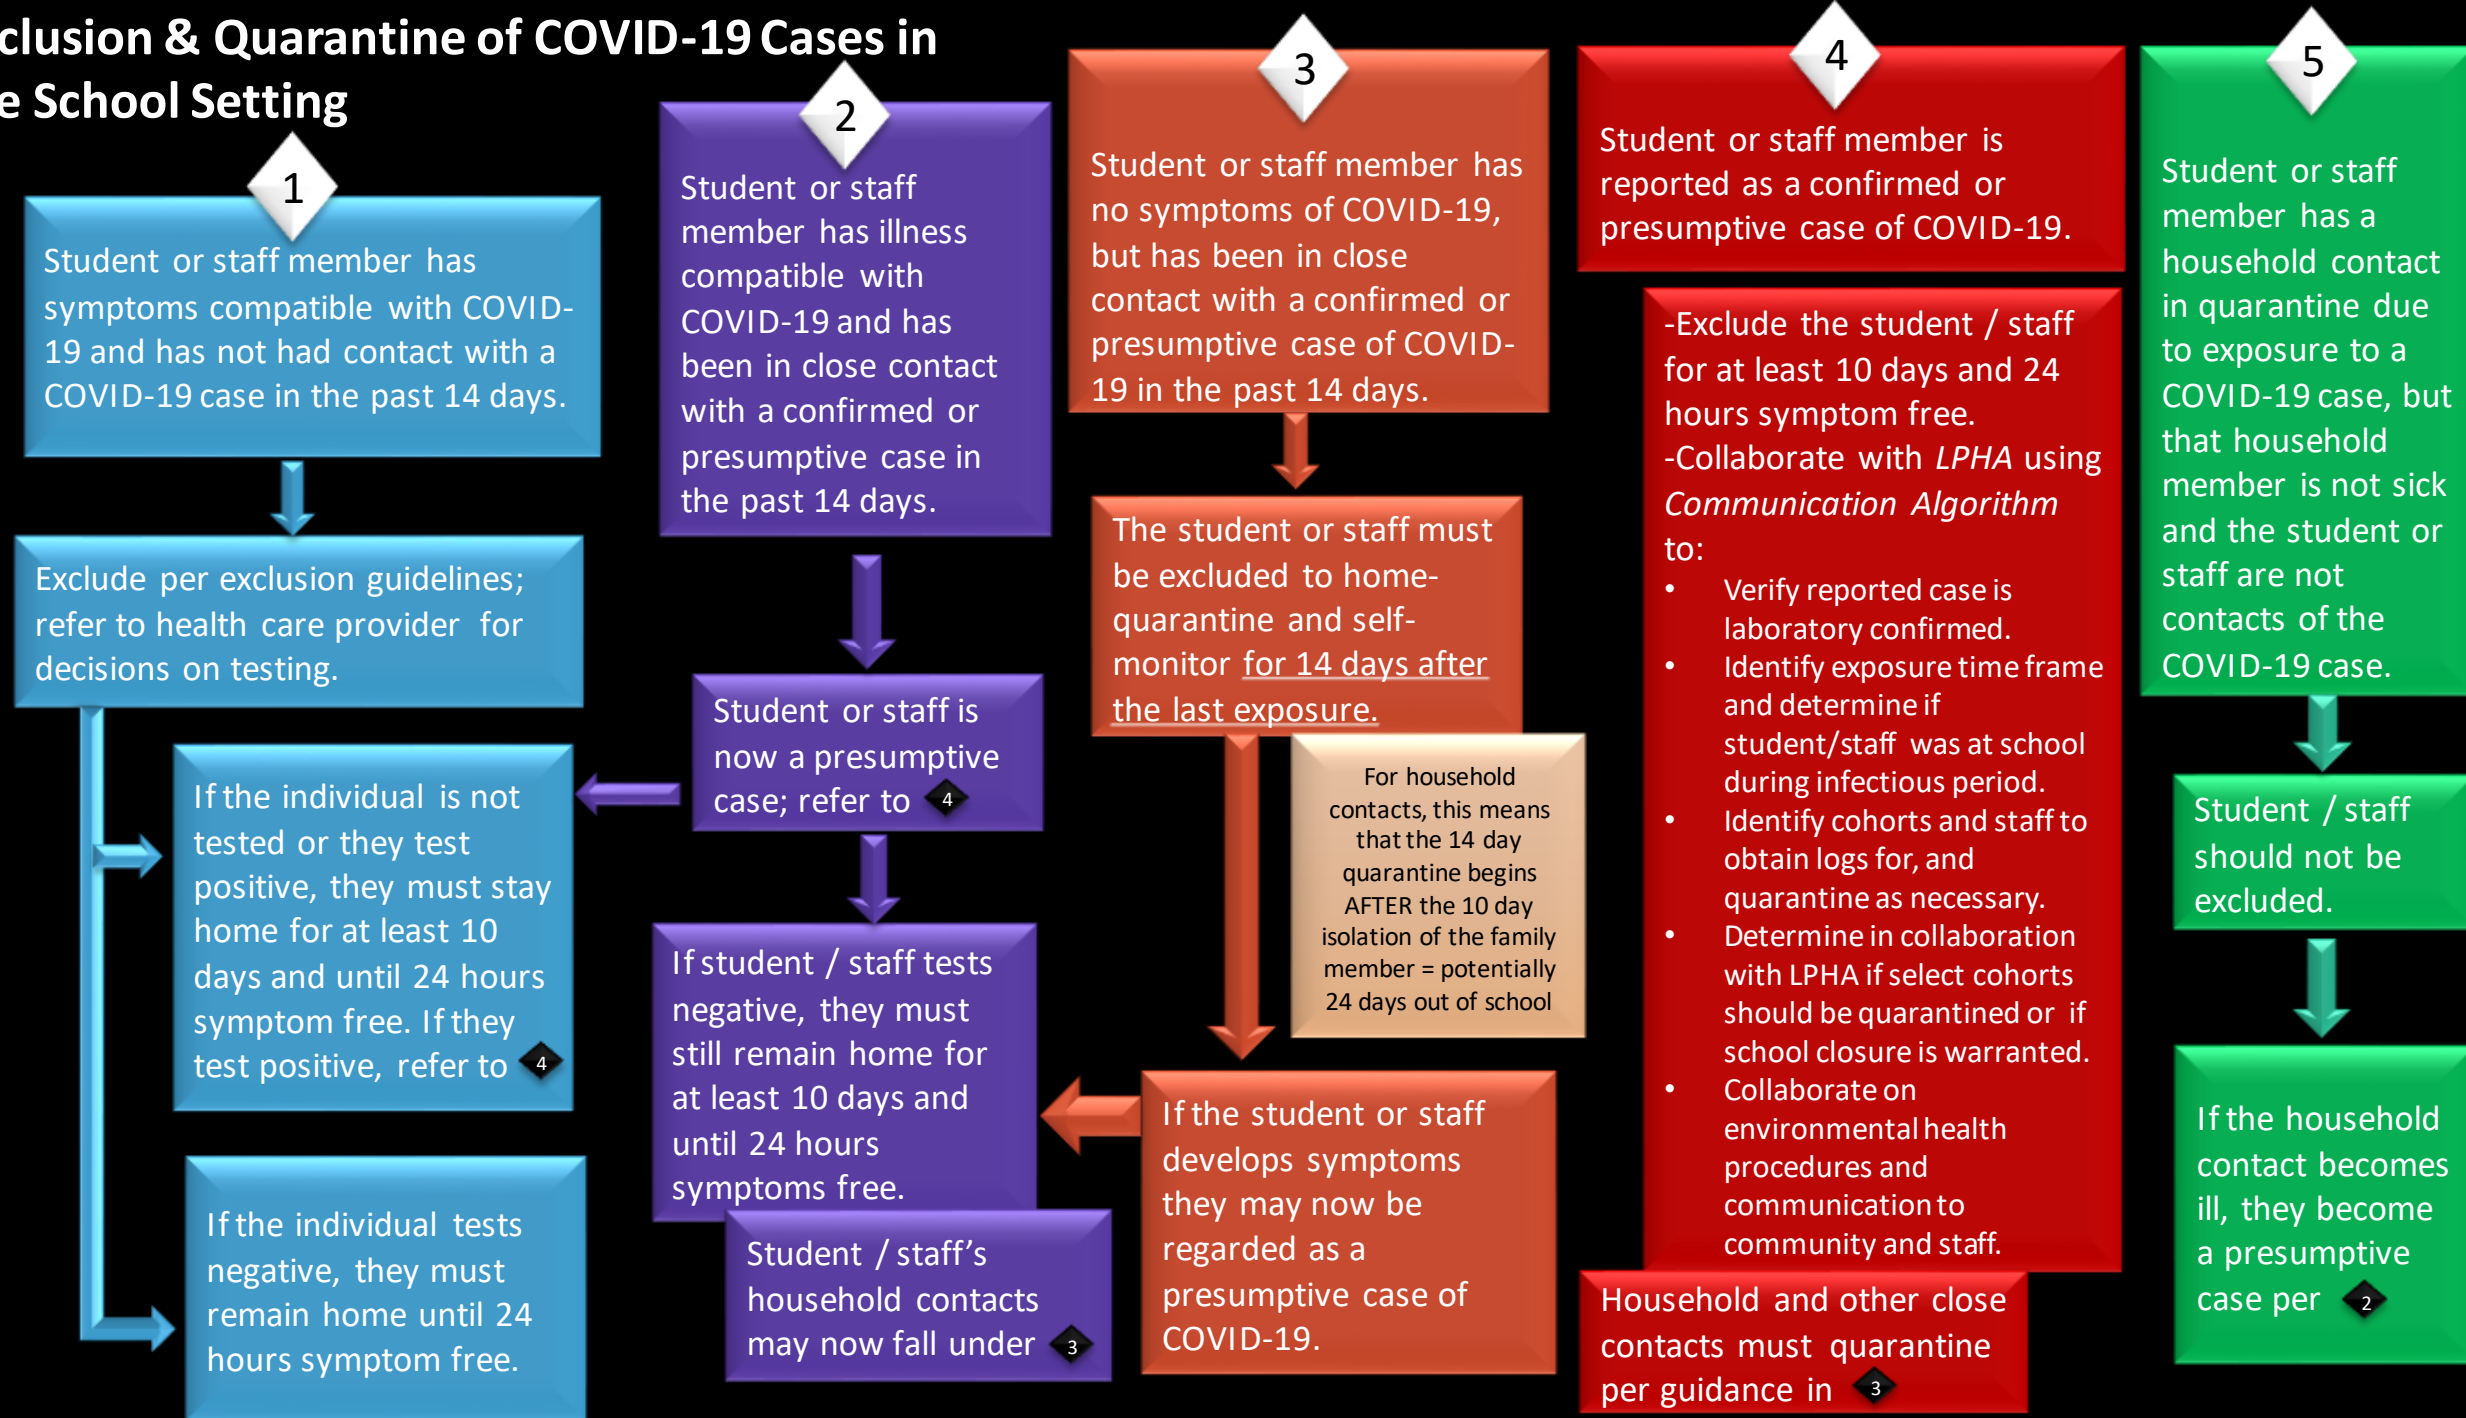 clusion & Quarantine of COVID-19 Cases in
e School Setting
1
Student or staff member has
symptoms compatible with COVID-
19 and has not had contact with a
COVID-19 case in the past 14 days.
Exclude per exclusion guidelines;
refer to health care provider for
decisions on testing.
If the individual is not
tested or they test
positive, they must stay
home for at least 10
days and until 24 hours
symptom free. If they
test positive, refer to 4
If the individual tests
negative, they must
remain home until 24
hours symptom free.
2
Student or staff
member has illness
compatible with
COVID-19 and has
been in close contact
with a confirmed or
presumptive case in
the past 14 days.
Student or staff is
now a presumptive
case; refer to 4
If student / staff tests
negative, they must
still remain home for
at least 10 days and
until 24 hours
symptoms free.
Student / staff's
household contacts
may now fall under 3
3
Student or staff member has
no symptoms of COVID-19,
but has been in close
contact with a confirmed or
presumptive case of COVID-
19 in the past 14 days.
The student or staff must
be excluded to home-
quarantine and self-
monitor for 14 days after
the last exposure.
For household
contacts, this means
that the 14 day
quarantine begins
AFTER the 10 day
isolation of the family
member = potentially
24 days out of school
If the student or staff
develops symptoms
they may now be
regarded as a
presumptive case of
COVID-19.
4
Student or staff member is
reported as a confirmed or
presumptive case of COVID-19.
-Exclude the student / staff
for at least 10 days and 24
hours symptom free.
-Collaborate with LPHA using
Communication Algorithm
to:
• Verify reported case is
laboratory confirmed.
• Identify exposure time frame
and determine if
student/staff was at school
during infectious period.
• Identify cohorts and staff to
obtain logs for, and
quarantine as necessary.
• Determine in collaboration
with LPHA if select cohorts
should be quarantined or if
school closure is warranted.
• Collaborate on
environmental health
procedures and
communication to
community and staff.
Household and other close
contacts must quarantine
per guidance in 3
5
Student or staff
member has a
household contact
in quarantine due
to exposure to a
COVID-19 case, but
that household
member is not sick
and the student or
staff are not
contacts of the
COVID-19 case.
Student / staff
should not be
excluded.
If the household
contact becomes
ill, they become
a presumptive
case per 2